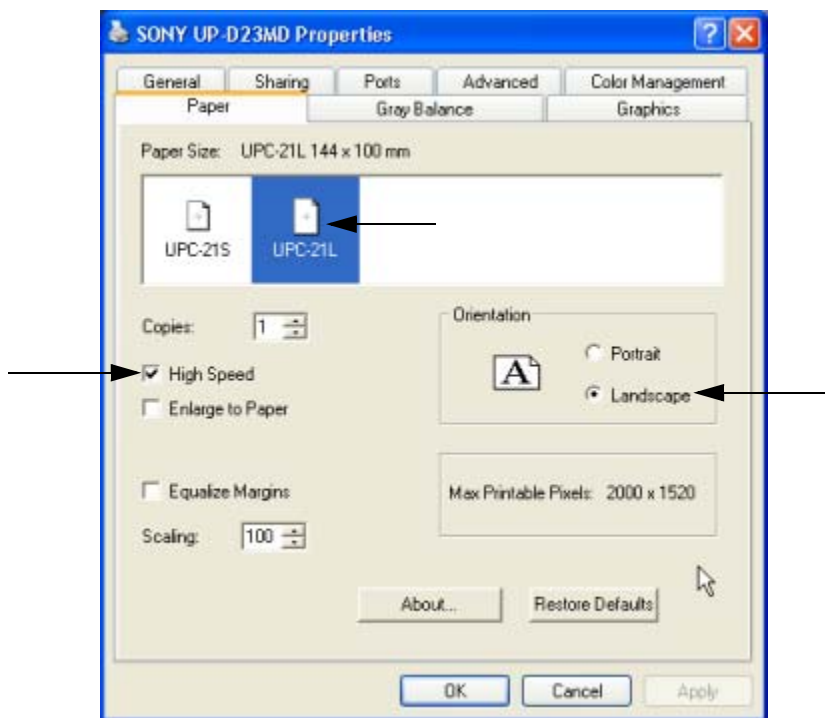 SONY UP-D23MD Properties
General Sharing Ports Advanced Color Management
Paper Gray Balance Graphics
Paper Size: UPC-21L 144 x 100 mm
UPC-21S UPC-21L
Copies: 1
Orientation
A
Portrait
High Speed
Landscape
Enlarge to Paper
Equalize Margins
Max Printable Pixels: 2000 x 1520
Scaling: 100
About... Restore Defaults
OK Cancel Apply